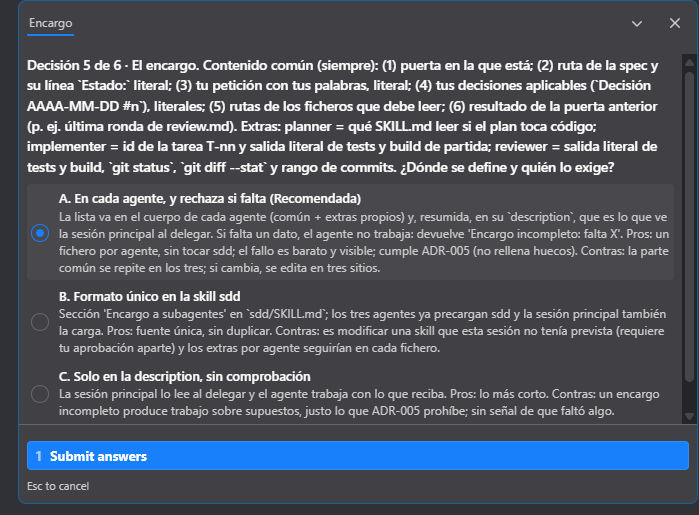 Encargo
Decisión 5 de 6 · El encargo. Contenido común (siempre): (1) puerta en la que está; (2) ruta de la spec y
su línea `Estado:` literal; (3) tu petición con tus palabras, literal; (4) tus decisiones aplicables (`Decisión
AAAA-MM-DD #n`), literales; (5) rutas de los ficheros que debe leer; (6) resultado de la puerta anterior
(p. ej. última ronda de review.md). Extras: planner = qué SKILL.md leer si el plan toca código;
implementer = id de la tarea T-nn y salida literal de tests y build de partida; reviewer = salida literal de
tests y build, `git status`, `git diff --stat` y rango de commits. ¿Dónde se define y quién lo exige?
A. En cada agente, y rechaza si falta (Recomendada)
La lista va en el cuerpo de cada agente (común + extras propios) y, resumida, en su `description`, que es lo que ve
la sesión principal al delegar. Si falta un dato, el agente no trabaja: devuelve 'Encargo incompleto: falta X'. Pros: un
fichero por agente, sin tocar sdd; el fallo es barato y visible; cumple ADR-005 (no rellena huecos). Contras: la parte
común se repite en los tres; si cambia, se edita en tres sitios.
B. Formato único en la skill sdd
Sección 'Encargo a subagentes' en `sdd/SKILL.md`; los tres agentes ya precargan sdd y la sesión principal también
la carga. Pros: fuente única, sin duplicar. Contras: es modificar una skill que esta sesión no tenía prevista (requiere
tu aprobación aparte) y los extras por agente seguirían en cada fichero.
C. Solo en la description, sin comprobación
La sesión principal lo lee al delegar y el agente trabaja con lo que reciba. Pros: lo más corto. Contras: un encargo
incompleto produce trabajo sobre supuestos, justo lo que ADR-005 prohíbe; sin señal de que faltó algo.
1 Submit answers
Esc to cancel